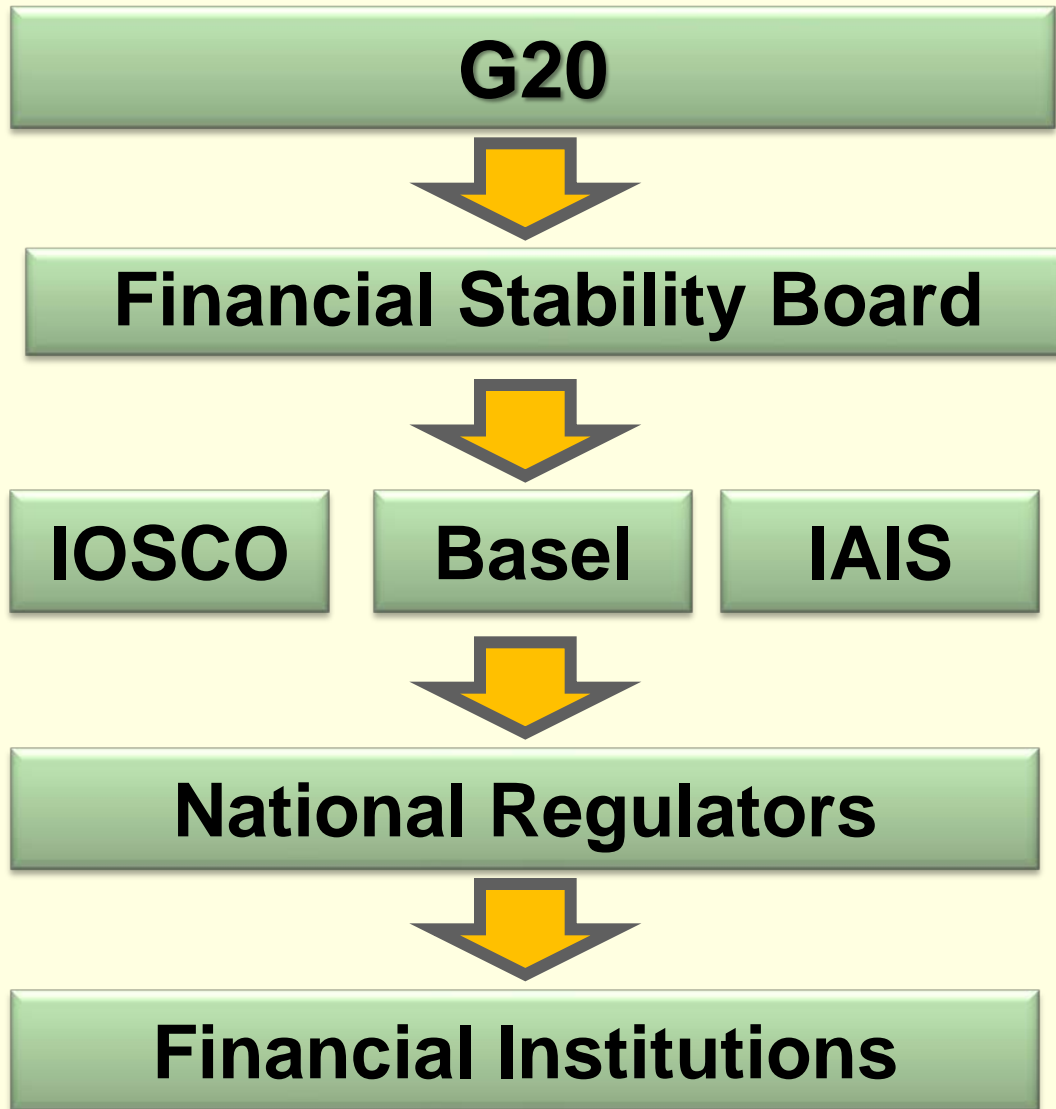 G20
Financial Stability Board
IOSCO
Basel
IAIS
National Regulators
Financial Institutions